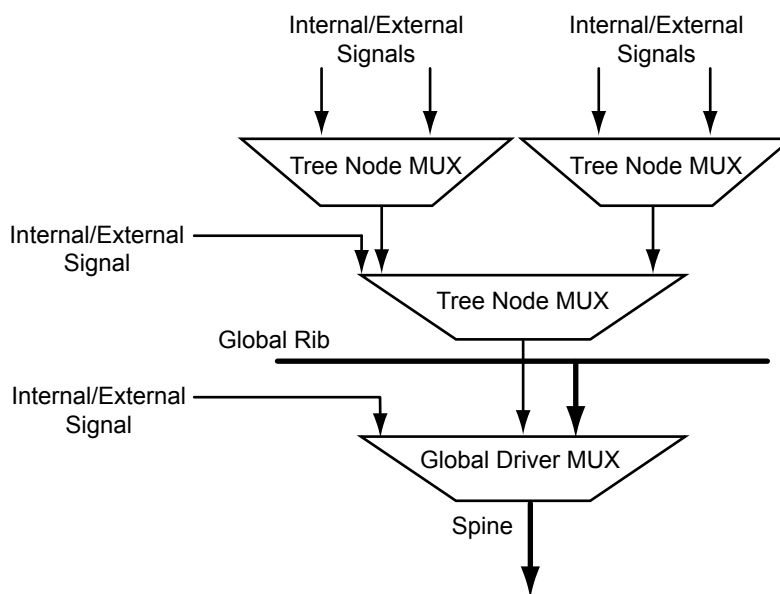 Internal/External
Signals
Internal/External
Signals
Tree Node MUX
Tree Node MUX
Internal/External
Signal
Tree Node MUX
Global Rib
Internal/External
Signal
Global Driver MUX
Spine